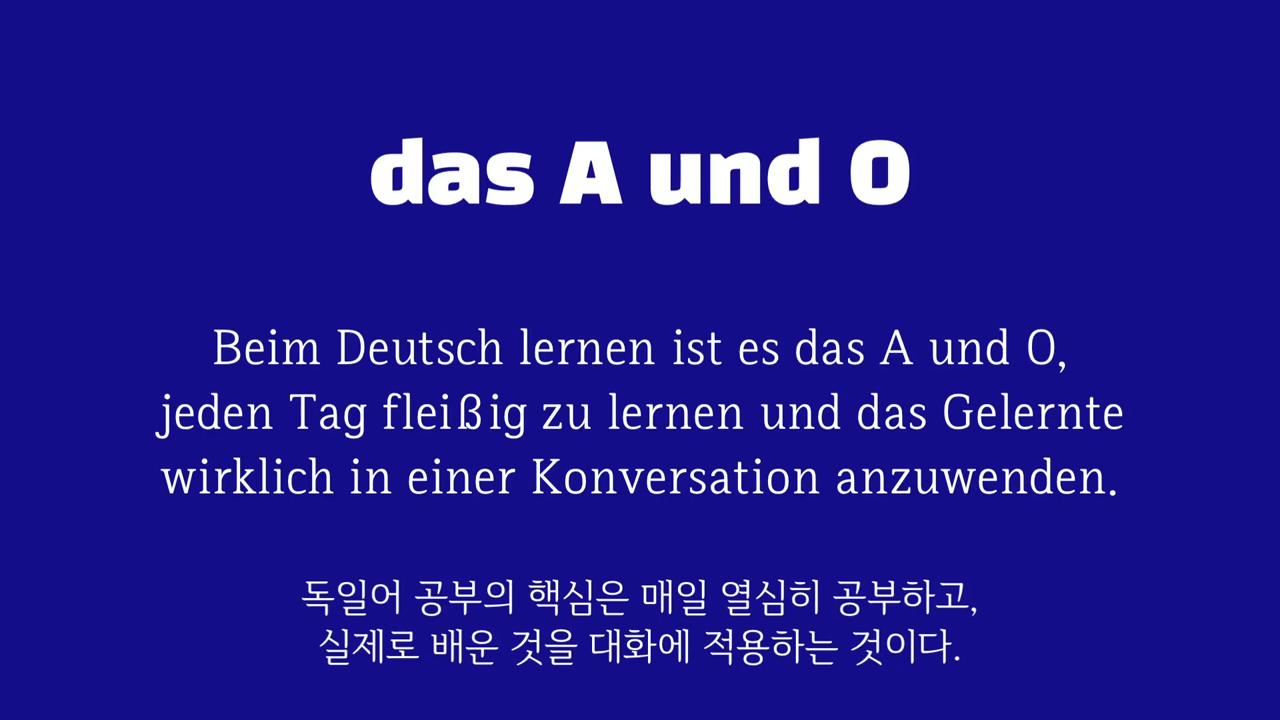 das A und O
Beim Deutsch lernen ist es das A und O,
jeden Tag fleißig zu lernen und das Gelernte
wirklich in einer Konversation anzuwenden.
독일어 공부의 핵심은 매일 열심히 공부하고,
실제로 배운 것을 대화에 적용하는 것이다.